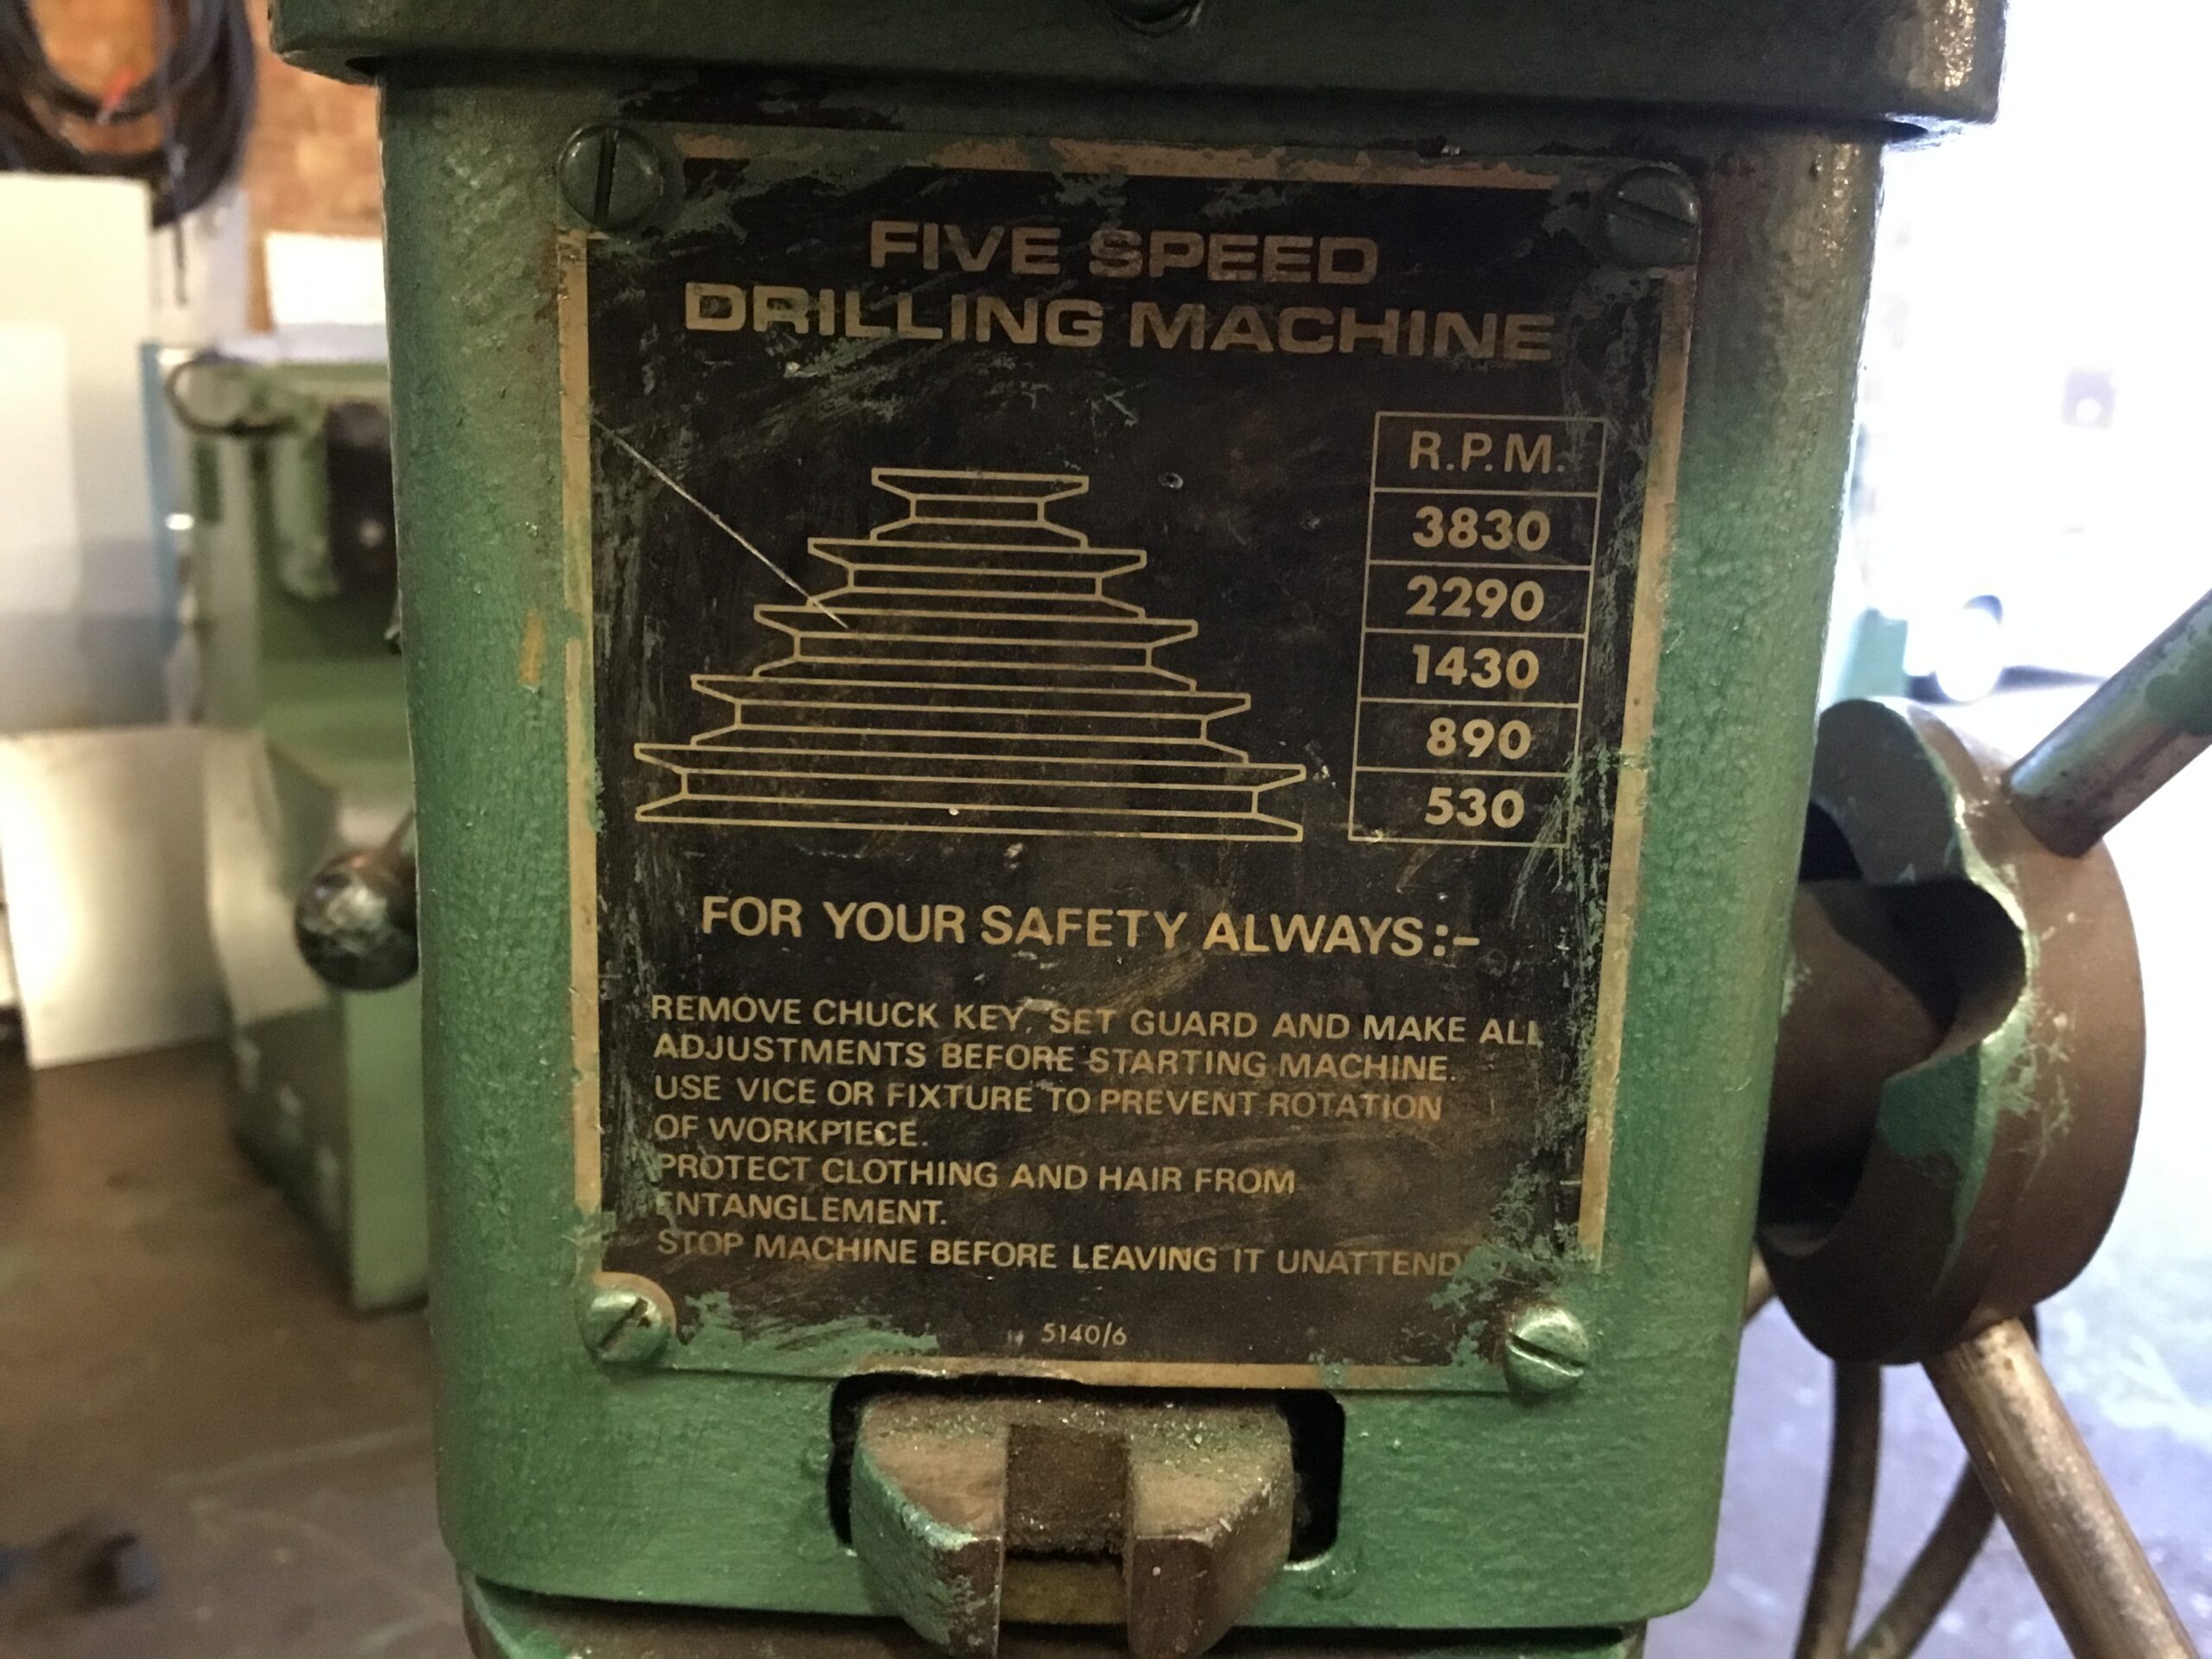 FIVE SPEED
DRILLING MACHINE
R.P.M.
3830
2290
1430
890
530
FOR YOUR SAFETY ALWAYS:-
REMOVE CHUCK KEY, SET GUARD AND MAKE ALL
ADJUSTMENTS BEFORE STARTING MACHINE.
USE VICE OR FIXTURE TO PREVENT ROTATION
OF WORKPIECE.
PROTECT CLOTHING AND HAIR FROM
ENTANGLEMENT.
STOP MACHINE BEFORE LEAVING IT UNATTEND
5140/6